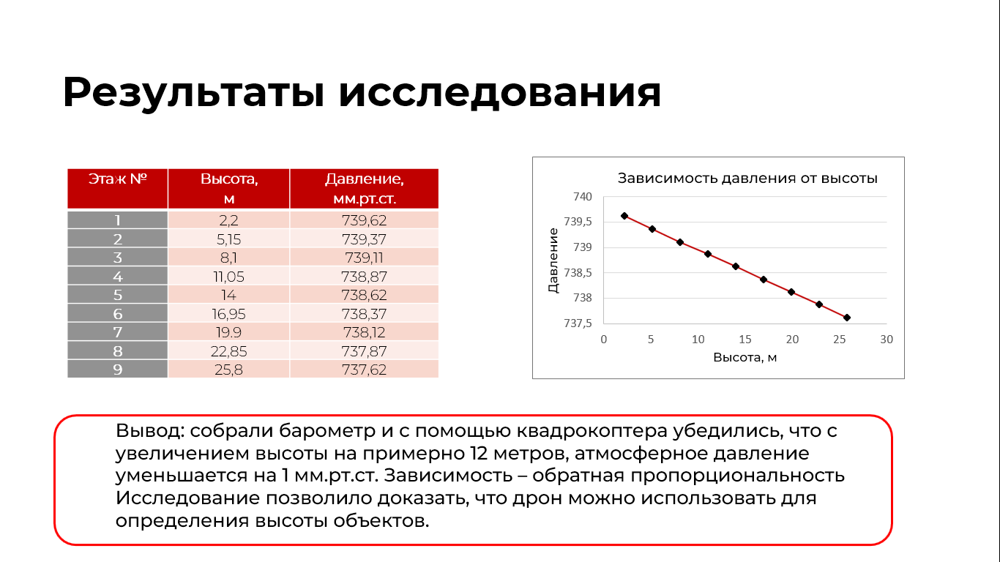 Результаты исследования
Этаж № Высота, м Давление, мм.рт.ст.
1 2,2 739,62
2 5,15 739,37
3 8,1 739,11
4 11,05 738,87
5 14 738,62
6 16,95 738,37
7 19.9 738,12
8 22,85 737,87
9 25,8 737,62
Зависимость давления от высоты
740
739,5
739
738,5
738
737,5
Давление
0 5 10 15 20 25 30
Высота, м
Вывод: собрали барометр и с помощью квадрокоптера убедились, что с
увеличением высоты на примерно 12 метров, атмосферное давление
уменьшается на 1 мм.рт.ст. Зависимость – обратная пропорциональность
Исследование позволило доказать, что дрон можно использовать для
определения высоты объектов.